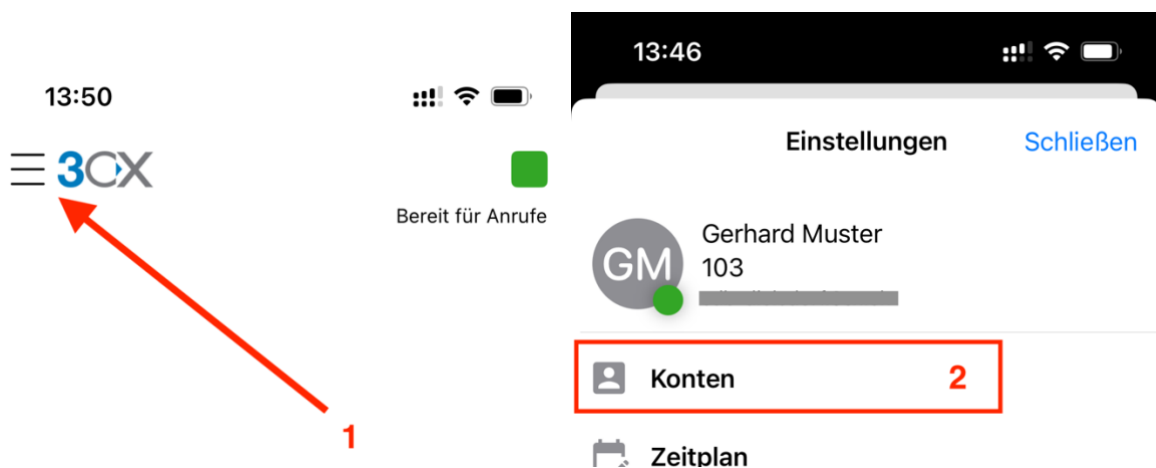 13:50
3CX
Bereit für Anrufe
1
13:46
Einstellungen
Schließen
GM
Gerhard Muster
103
Konten
2
Zeitplan